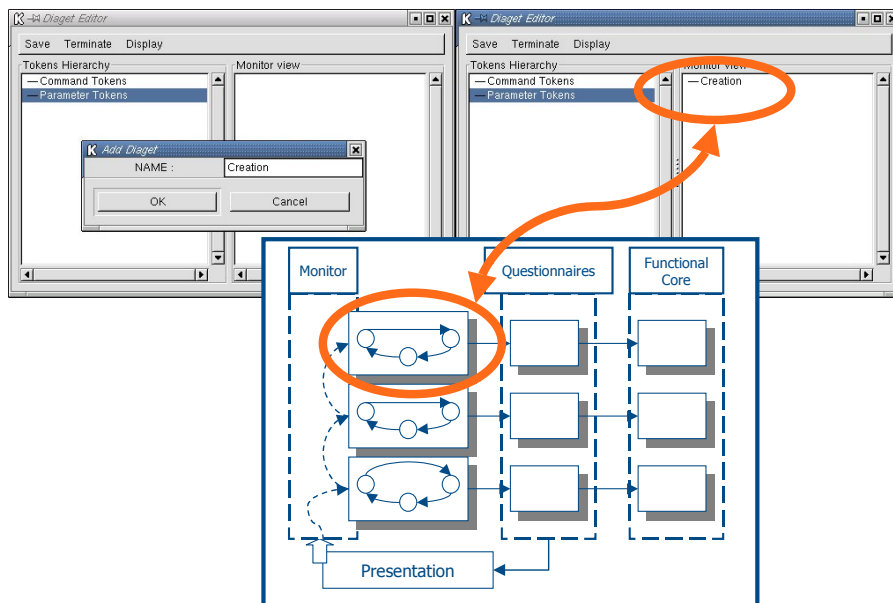 Diaget Editor
Save Terminate Display
Tokens Hierarchy
Monitor view
Command Tokens
Parameter Tokens
Add Diaget
NAME :
Creation
OK
Cancel
Diaget Editor
Save Terminate Display
Tokens Hierarchy
Monitor view
Command Tokens
Parameter Tokens
Creation
Monitor
Questionnaires
Functional
Core
Presentation